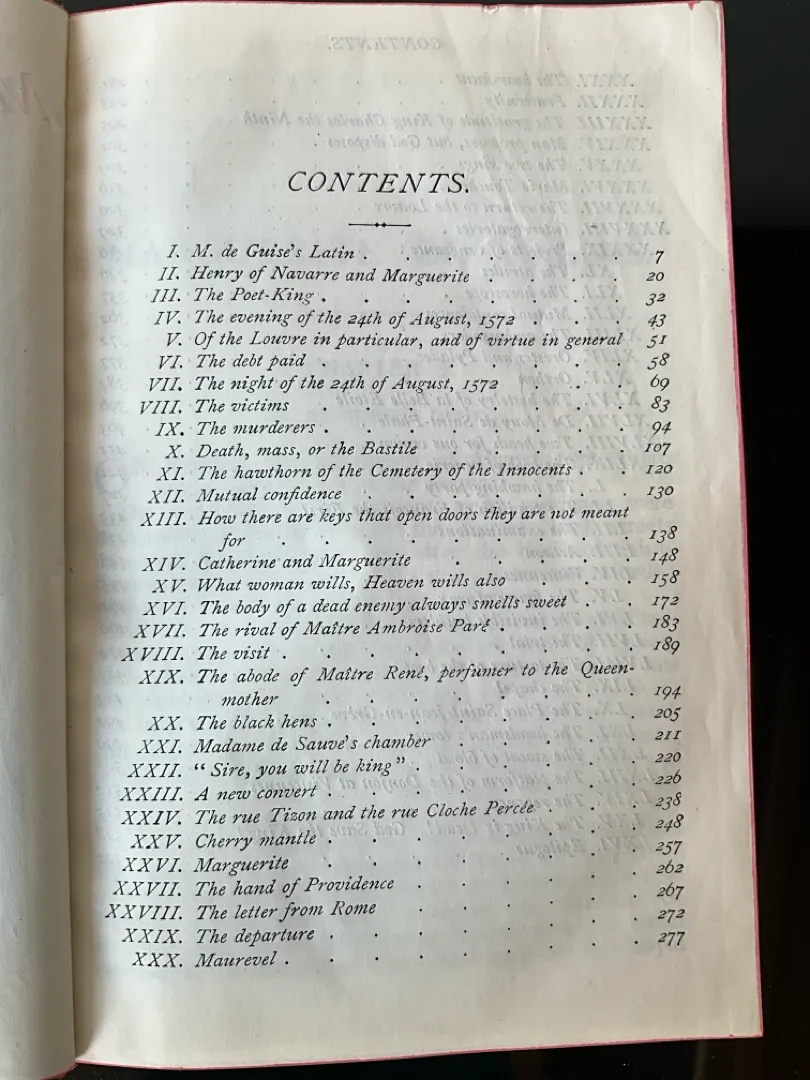 CONTENTS.
I. M. de Guise's Latin . . . . . . . 7
II. Henry of Navarre and Marguerite . . . . 20
III. The Poet-King . . . . . . . . 32
IV. The evening of the 24th of August, 1572 . . . 43
V. Of the Louvre in particular, and of virtue in general 51
VI. The debt paid . . . . . . . . 58
VII. The night of the 24th of August, 1572 . . . 69
VIII. The victims . . . . . . . . 83
IX. The murderers . . . . . . . . 94
X. Death, mass, or the Bastile . . . . . 107
XI. The hawthorn of the Cemetery of the Innocents . . 120
XII. Mutual confidence . . . . . . . 130
XIII. How there are keys that open doors they are not meant
for . . . . . . . . . 138
XIV. Catherine and Marguerite . . . . . 148
XV. What woman wills, Heaven wills also . . . 158
XVI. The body of a dead enemy always smells sweet . . 172
XVII. The rival of Maître Ambroise Paré . . . . 183
XVIII. The visit . . . . . . . . . 189
XIX. The abode of Maître René, perfumer to the Queen-
mother . . . . . . . . 194
XX. The black hens . . . . . . . . 205
XXI. Madame de Sauve's chamber . . . . . 211
XXII. “Sire, you will be king” . . . . . . 220
XXIII. A new convert . . . . . . . . 226
XXIV. The rue Tizon and the rue Cloche Percée . . . 238
XXV. Cherry mantle . . . . . . . . 248
XXVI. Marguerite . . . . . . . . 257
XXVII. The hand of Providence . . . . . . 262
XXVIII. The letter from Rome . . . . . . 267
XXIX. The departure . . . . . . . . 272
XXX. Maurevel . . . . . . . . . 277